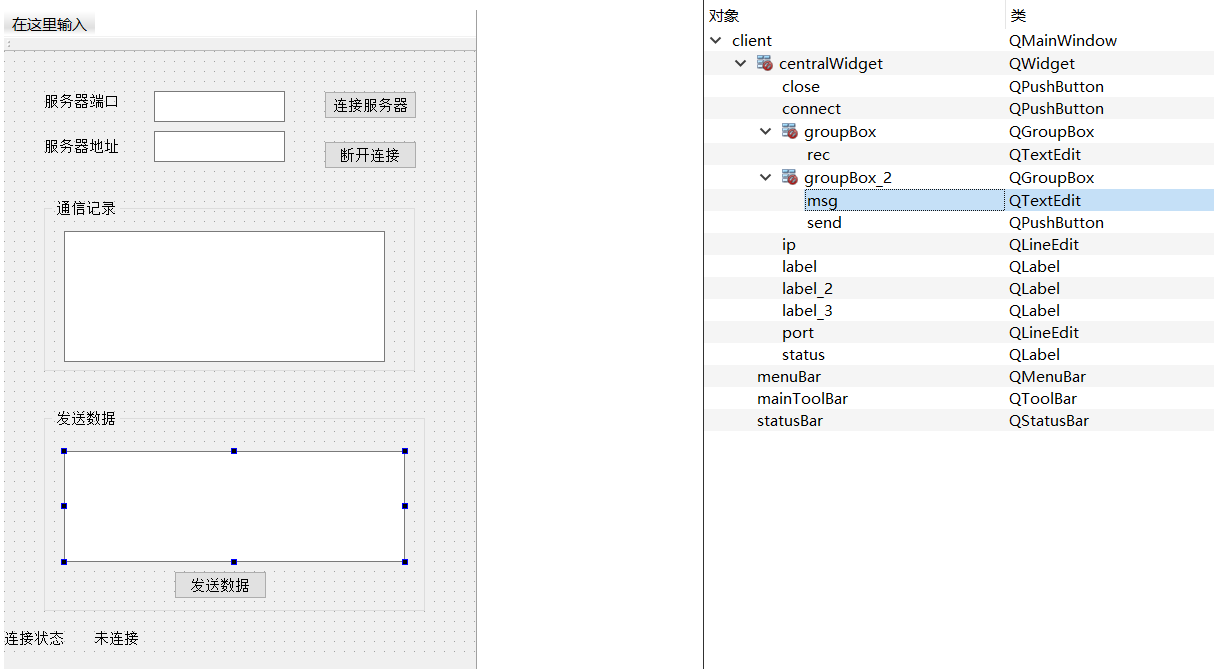 在这里输入
服务器端口
连接服务器
服务器地址
断开连接
通信记录
发送数据
发送数据
连接状态 未连接
对象 类
client QMainWindow
centralWidget QWidget
close QPushButton
connect QPushButton
groupBox QGroupBox
rec QTextEdit
groupBox_2 QGroupBox
msg QTextEdit
send QPushButton
ip QLineEdit
label QLabel
label_2 QLabel
label_3 QLabel
port QLineEdit
status QLabel
menuBar QMenuBar
mainToolBar QToolBar
statusBar QStatusBar